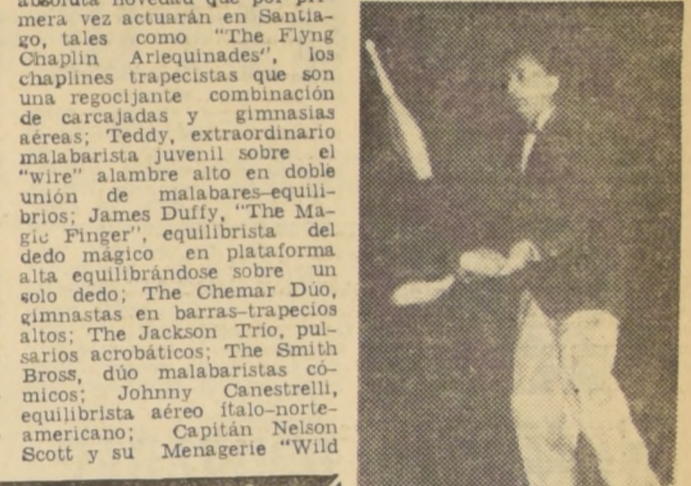 absoluta novedad que por pri-
mera vez actuarán en Santia-
go, tales como "The Flyng
Chaplin Arlequinades", los
chaplines trapecistas que son
una regocijante combinación
de carcajadas y gimnasias
aéreas; Teddy, extraordinario
malabarista juvenil sobre el
"wire" alambre alto en doble
unión de malabares-equili-
brios; James Duffy, "The Ma-
gic Finger", equilibrista del
dedo mágico en plataforma
alta equilibrándose sobre un
solo dedo; The Chemar Dúo,
gimnastas en barras-trapecios
altos; The Jackson Trío, pul-
sarios acrobáticos; The Smith
Bross, dúo malabaristas có-
micos; Johnny Canestrelli,
equilibrista aéreo ítalo-norte-
americano; Capitán Nelson
Scott y su Menagerie "Wild